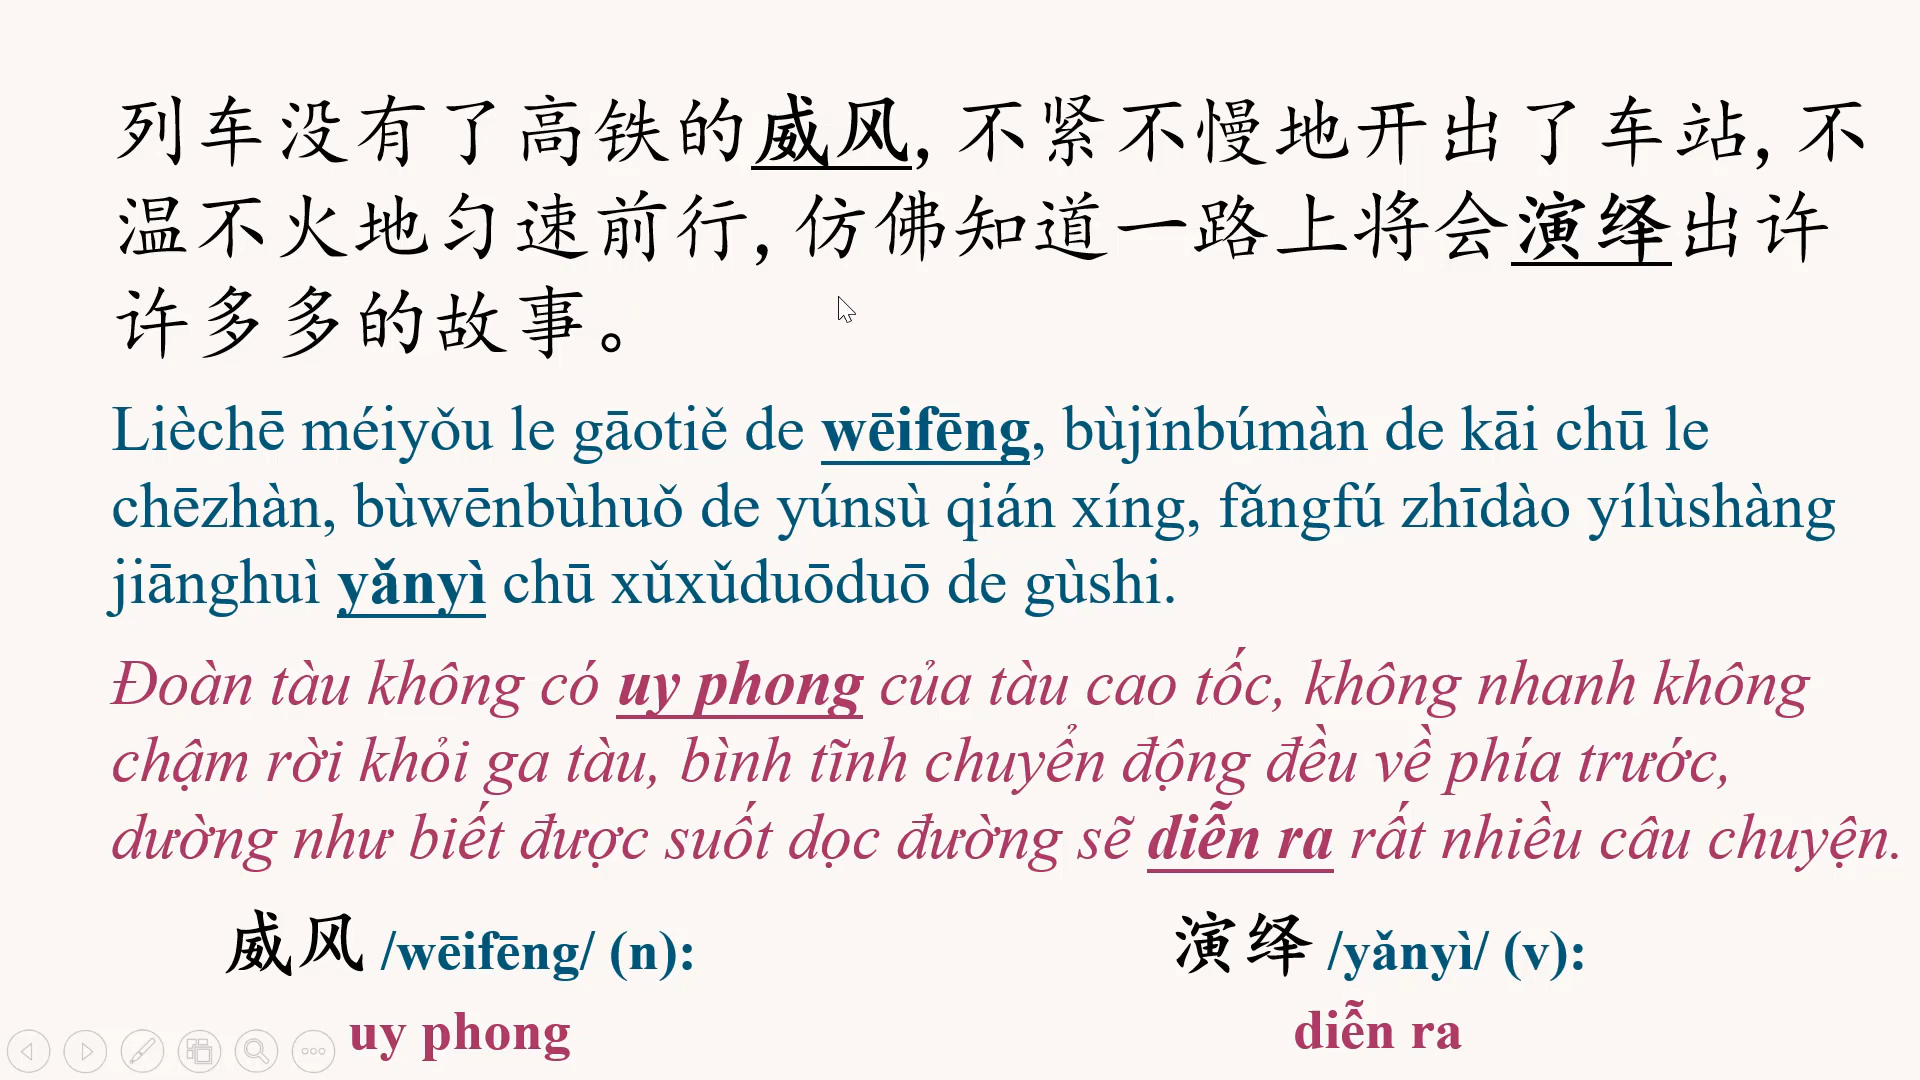 列车没有了高铁的威风,不紧不慢地开出了车站,不
温不火地匀速前行,仿佛知道一路上将会演绎出许
许多多的故事。
Lièchē méiyǒu le gāotiě de wēifēng, bùjǐnbúmàn de kāi chū le
chēzhàn, bùwēnbùhuǒ de yúnsù qián xíng, fǎngfú zhīdào yílùshàng
jiānghuì yǎnyì chū xǔxǔduōduō de gùshi.
Đoàn tàu không có uy phong của tàu cao tốc, không nhanh không
chậm rời khỏi ga tàu, bình tĩnh chuyển động đều về phía trước,
dường như biết được suốt dọc đường sẽ diễn ra rất nhiều câu chuyện.
威风 /wēifēng/ (n):
uy phong
演绎 /yǎnyì/ (v):
diễn ra